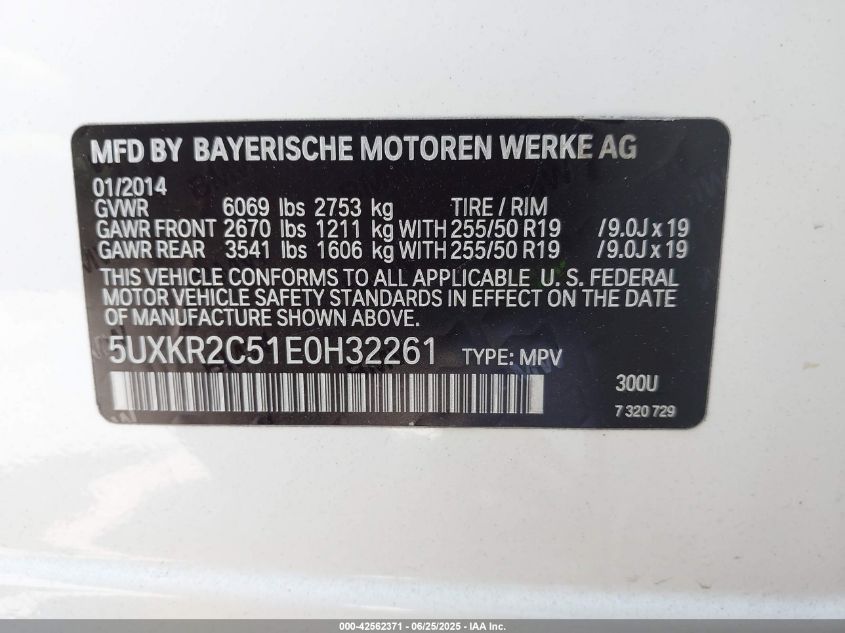 MFD BY BAYERISCHE MOTOREN WERKE AG
01/2014
GVWR 6069 lbs 2753 kg TIRE / RIM
GAWR FRONT 2670 lbs 1211 kg WITH 255/50 R19 /9.0J x 19
GAWR REAR 3541 lbs 1606 kg WITH 255/50 R19 /9.0J x 19
THIS VEHICLE CONFORMS TO ALL APPLICABLE U. S. FEDERAL
MOTOR VEHICLE SAFETY STANDARDS IN EFFECT ON THE DATE
OF MANUFACTURE SHOWN ABOVE.
5UXKR2C51E0H32261 TYPE: MPV
300U
7 320 729
000-42562371 - 06/25/2025 - IAA Inc.